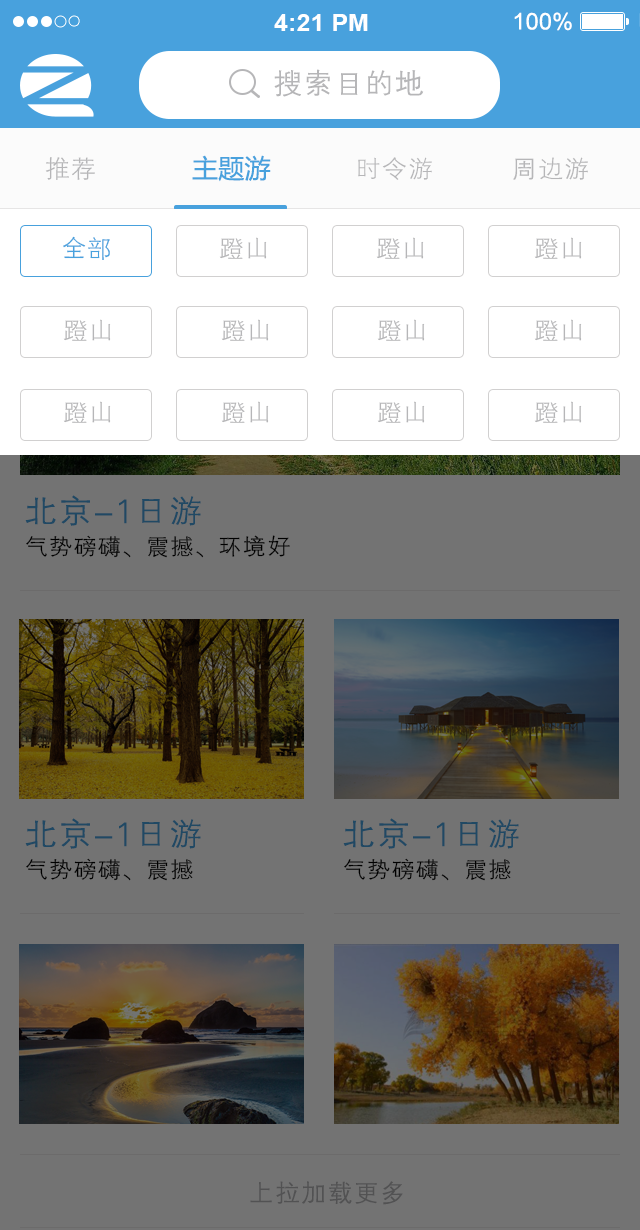 4:21 PM 100%
搜索目的地
推荐 主题游 时令游 周边游
全部 蹬山 蹬山 蹬山
蹬山 蹬山 蹬山 蹬山
蹬山 蹬山 蹬山 蹬山
北京-1日游
气势磅礴、震撼、环境好
北京-1日游 北京-1日游
气势磅礴、震撼 气势磅礴、震撼
上拉加载更多